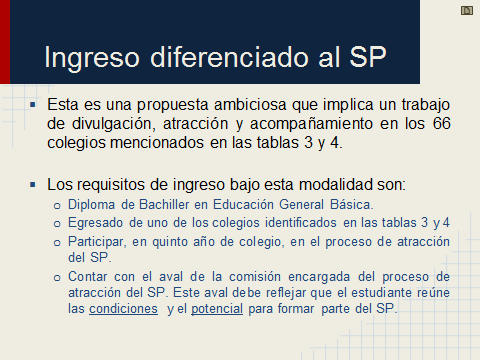 Ingreso diferenciado al SP
▪ Esta es una propuesta ambiciosa que implica un trabajo
de divulgación, atracción y acompañamiento en los 66
colegios mencionados en las tablas 3 y 4.
▪ Los requisitos de ingreso bajo esta modalidad son:
o Diploma de Bachiller en Educación General Básica.
o Egresado de uno de los colegios identificados en las tablas 3 y 4
o Participar, en quinto año de colegio, en el proceso de atracción
del SP.
o Contar con el aval de la comisión encargada del proceso de
atracción del SP. Este aval debe reflejar que el estudiante reúne
las condiciones y el potencial para formar parte del SP.